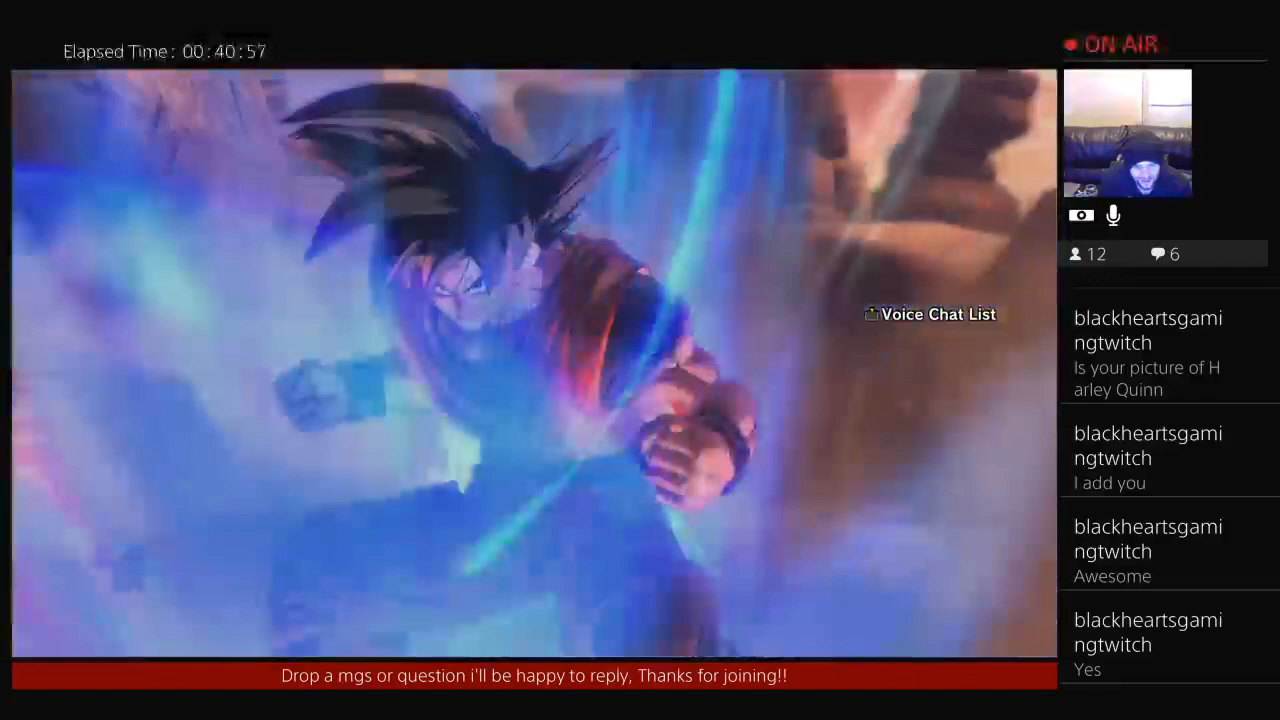 Elapsed Time: 00:40:57
ON AIR
12
6
Voice Chat List
blackheartsgami
ngtwitch
Is your picture of H
arley Quinn
blackheartsgami
ngtwitch
I add you
blackheartsgami
ngtwitch
Awesome
blackheartsgami
ngtwitch
Yes
Drop a mgs or question i'll be happy to reply, Thanks for joining!!